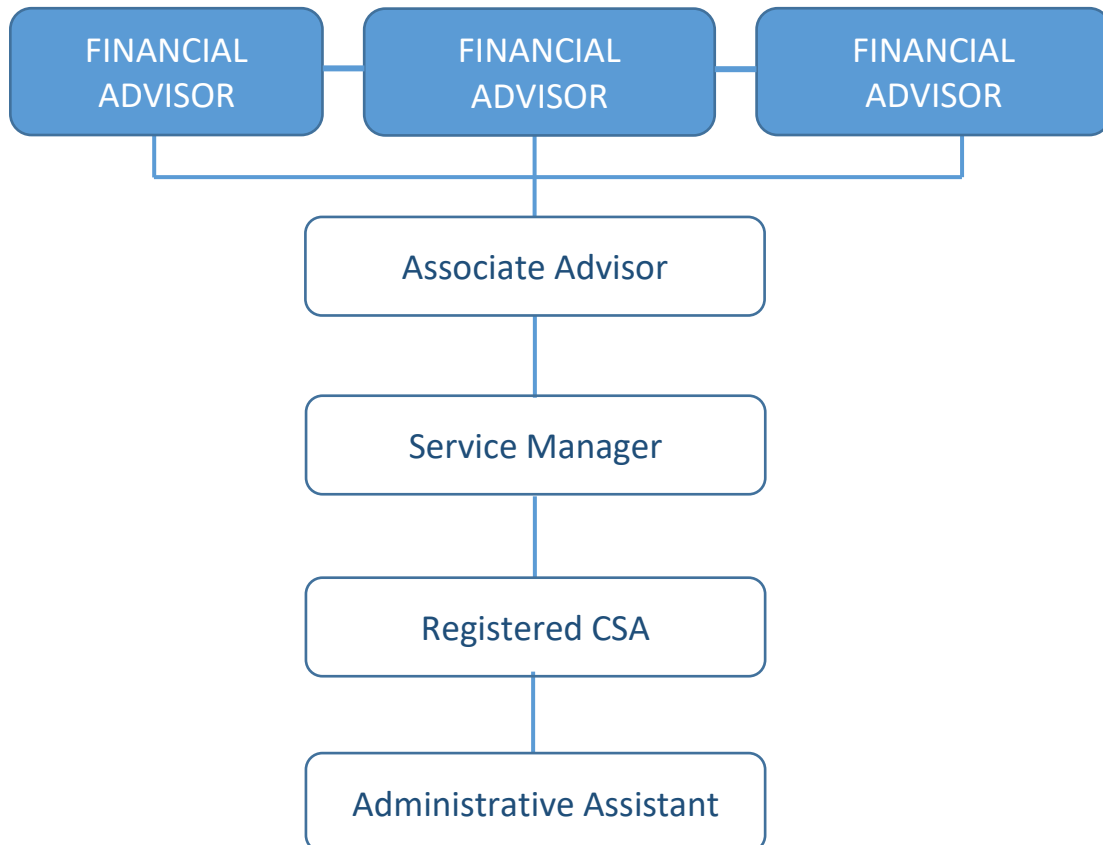 FINANCIAL
ADVISOR
FINANCIAL
ADVISOR
FINANCIAL
ADVISOR
Associate Advisor
Service Manager
Registered CSA
Administrative Assistant